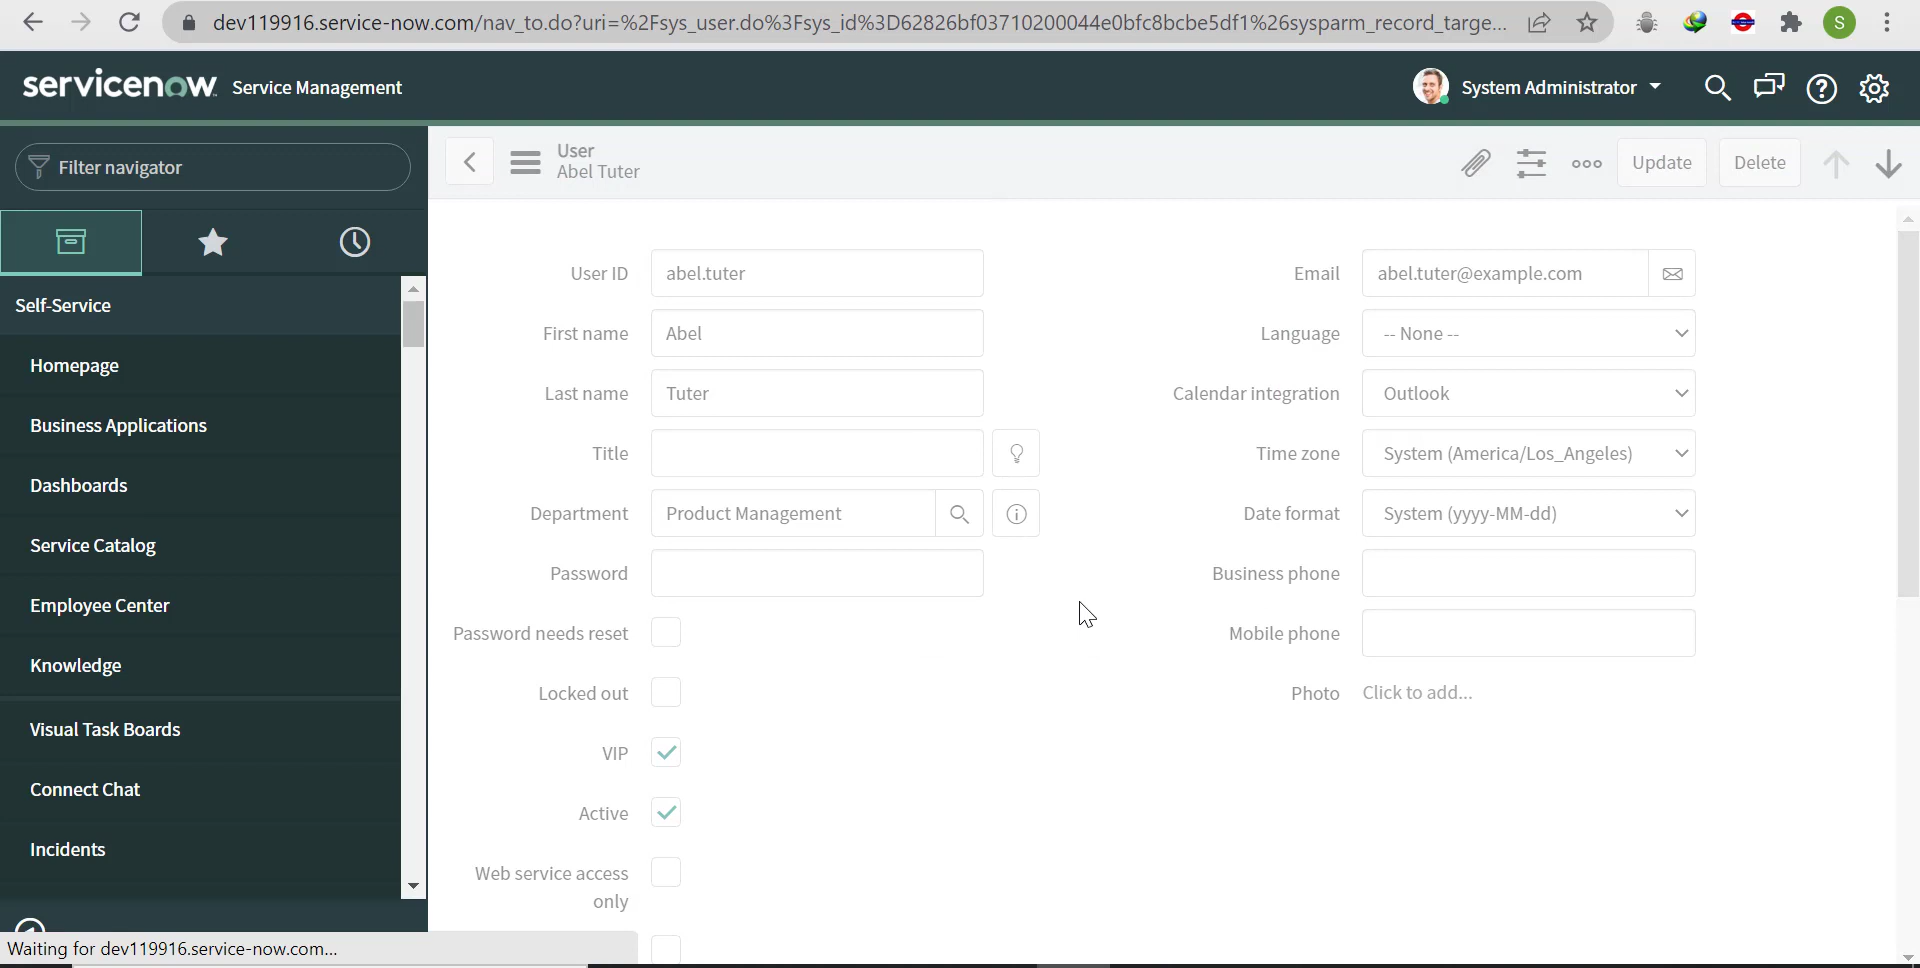 dev119916.service-now.com/nav_to.do?uri=%2Fsys_user.do%3Fsys_id%3D62826bf03710200044e0bfc8bcbe5df1%26sysparm_record_targe...
S
servicenow Service Management
System Administrator
Filter navigator
User
Abel Tuter
Update
Delete
Self-Service
Homepage
Business Applications
Dashboards
Service Catalog
Employee Center
Knowledge
Visual Task Boards
Connect Chat
Incidents
User ID abel.tuter
First name Abel
Last name Tuter
Title
Department Product Management
Password
Password needs reset
Locked out
VIP
Active
Web service access
only
Email abel.tuter@example.com
Language -- None --
Calendar integration Outlook
Time zone System (America/Los_Angeles)
Date format System (yyyy-MM-dd)
Business phone
Mobile phone
Photo Click to add...
Waiting for dev119916.service-now.com...